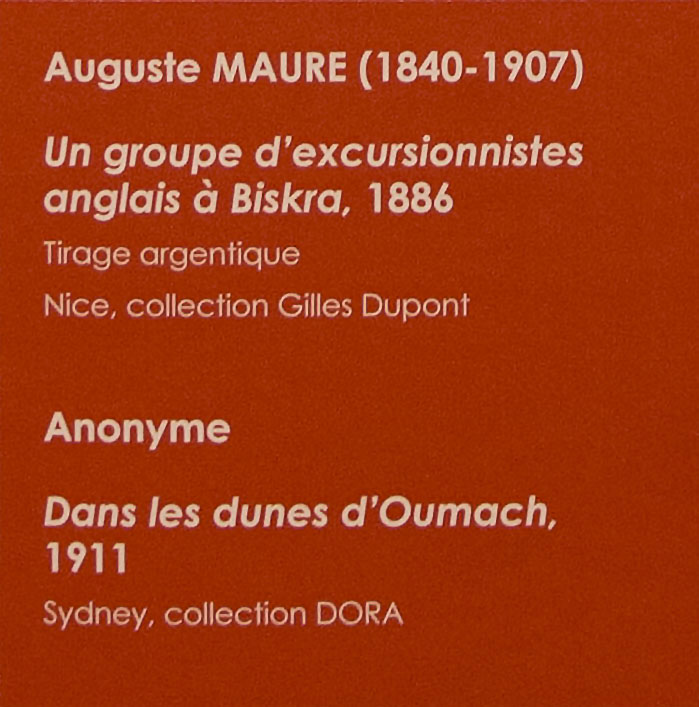 Auguste MAURE (1840-1907)
Un groupe d'excursionnistes
anglais à Biskra, 1886
Tirage argentique
Nice, collection Gilles Dupont
Anonyme
Dans les dunes d'Oumach,
1911
Sydney, collection DORA